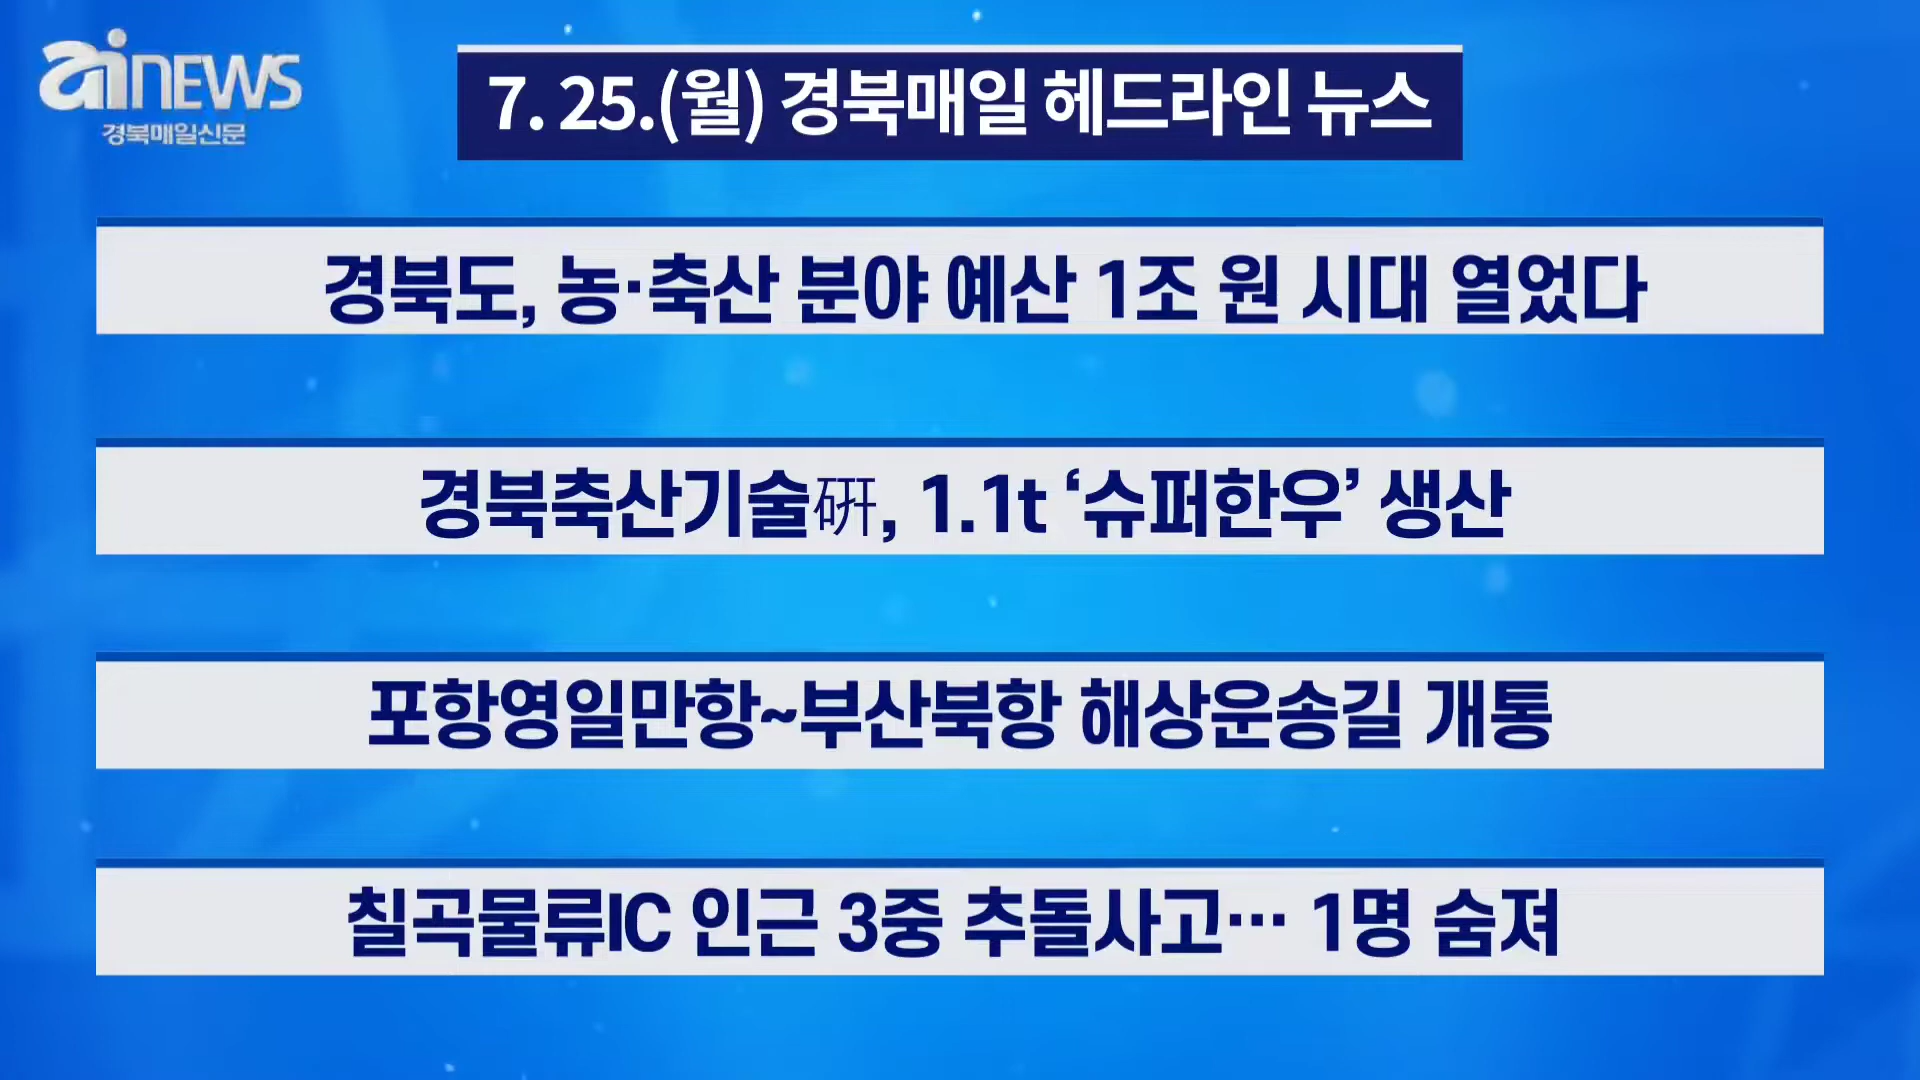 ai NEWS
경북매일신문
7. 25.(월) 경북매일 헤드라인 뉴스
경북도, 농·축산 분야 예산 1조 원 시대 열었다
경북축산기술硏, 1.1t ‘슈퍼한우’ 생산
포항영일만항~부산북항 해상운송길 개통
칠곡물류IC 인근 3중 추돌사고… 1명 숨져